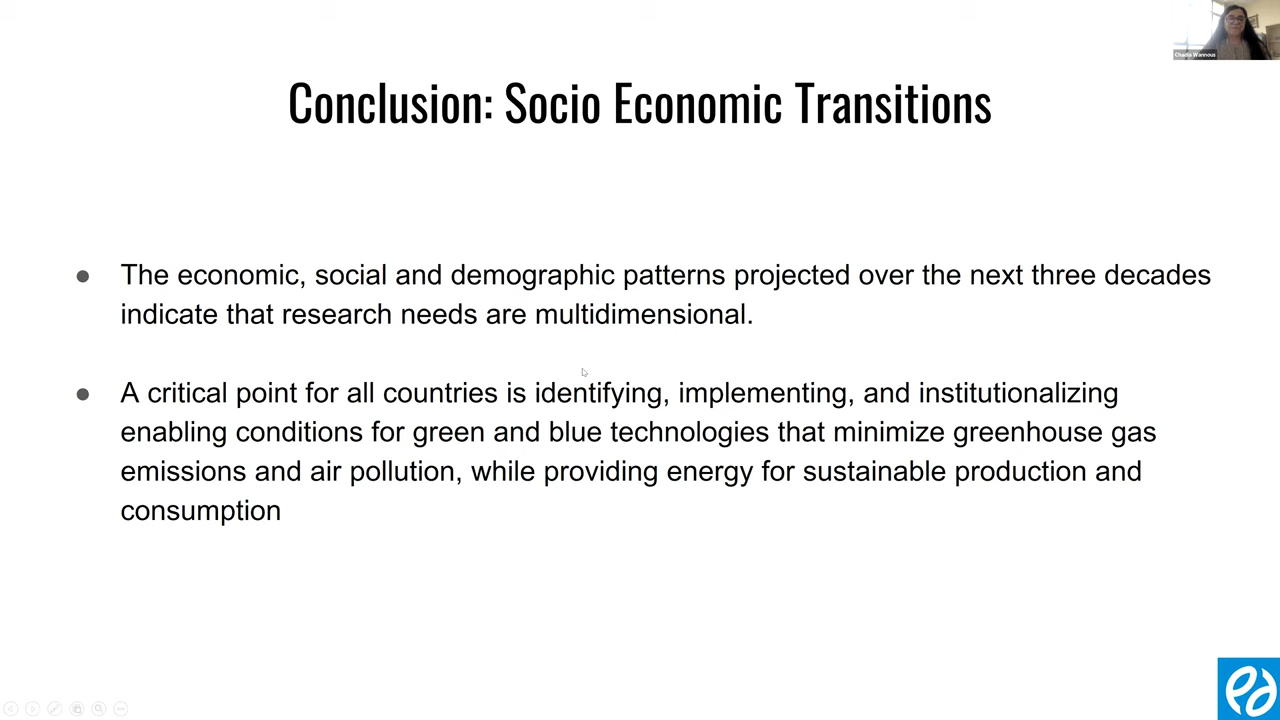 Chadia Wannous
Conclusion: Socio Economic Transitions
● The economic, social and demographic patterns projected over the next three decades
indicate that research needs are multidimensional.
● A critical point for all countries is identifying, implementing, and institutionalizing
enabling conditions for green and blue technologies that minimize greenhouse gas
emissions and air pollution, while providing energy for sustainable production and
consumption